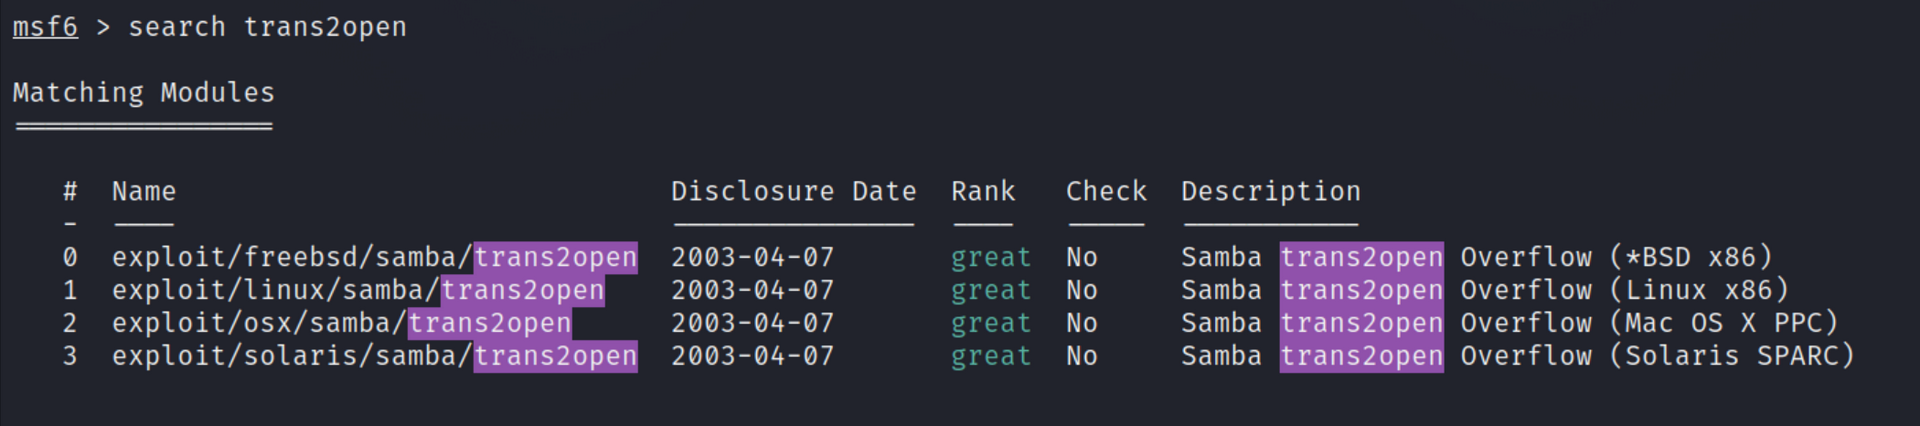 msf6 > search trans2open
Matching Modules
================
# Name Disclosure Date Rank Check Description
- ---- --------------- ---- ----- -----------
0 exploit/freebsd/samba/trans2open 2003-04-07 great No Samba trans2open Overflow (*BSD x86)
1 exploit/linux/samba/trans2open 2003-04-07 great No Samba trans2open Overflow (Linux x86)
2 exploit/osx/samba/trans2open 2003-04-07 great No Samba trans2open Overflow (Mac OS X PPC)
3 exploit/solaris/samba/trans2open 2003-04-07 great No Samba trans2open Overflow (Solaris SPARC)